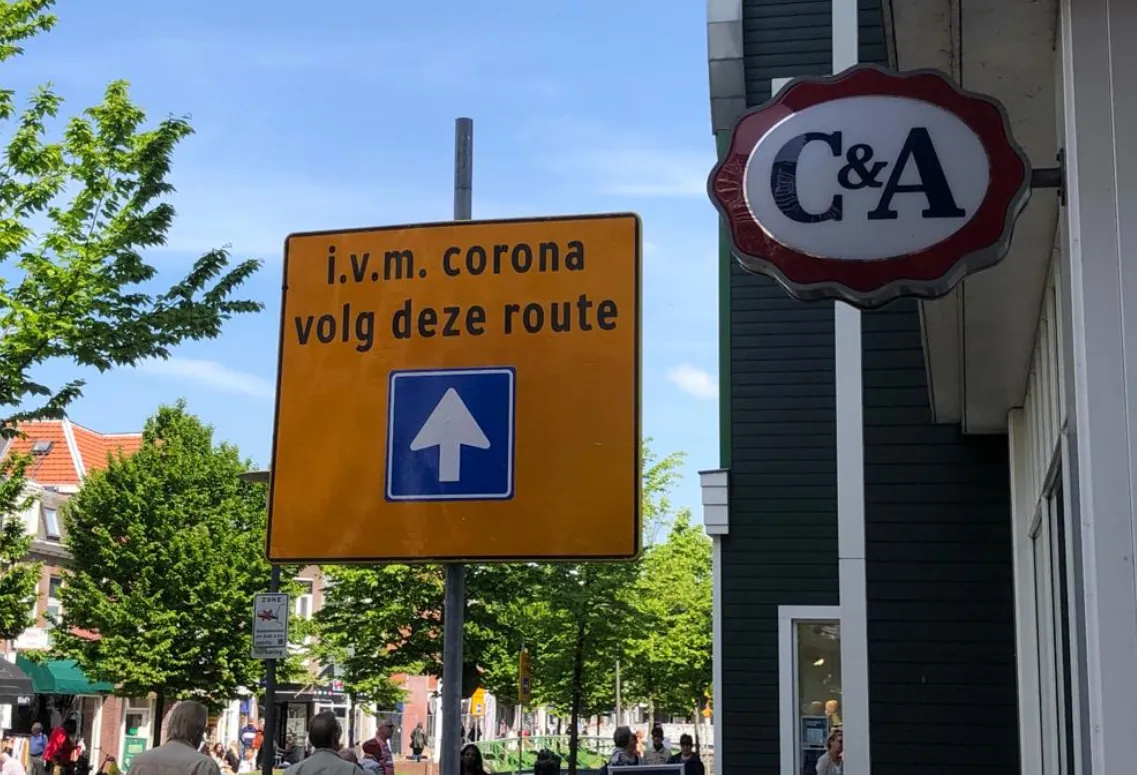 i.v.m. corona
volg deze route
C&A
ZONE